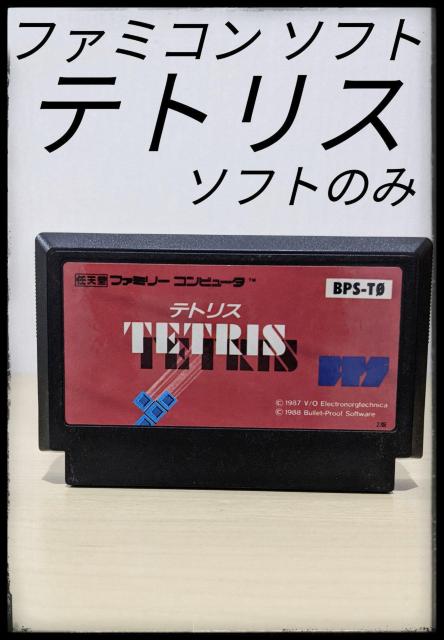 ファミコン ソフト
テトリス
ソフトのみ
任天堂 ファミリー コンピュータ™
BPS-TØ
テトリス
TETRIS
BPS
© 1987 V/O Electronorgtechnica
© 1988 Bullet-Proof Software
2版